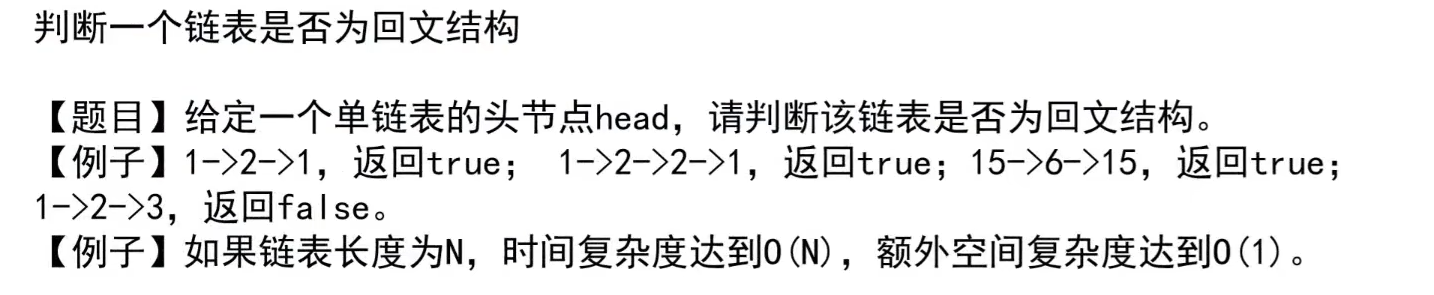 判断一个链表是否为回文结构
【题目】给定一个单链表的头节点head，请判断该链表是否为回文结构。
【例子】1->2->1，返回true； 1->2->2->1，返回true；15->6->15，返回true；
1->2->3，返回false。
【例子】如果链表长度为N，时间复杂度达到O(N)，额外空间复杂度达到O(1)。